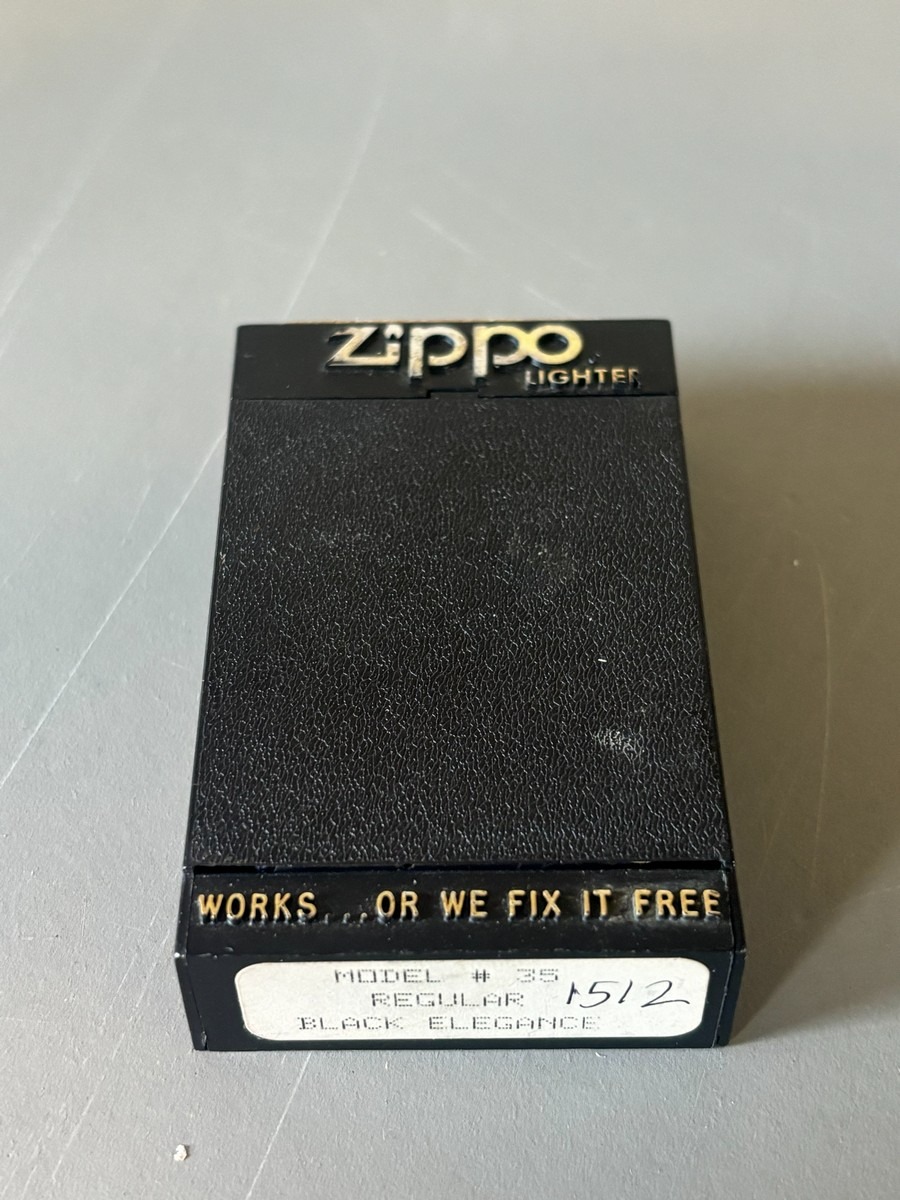 Zippo
LIGHTER
WORKS...OR WE FIX IT FREE
MODEL # 35
REGULAR 1512
BLACK ELEGANCE